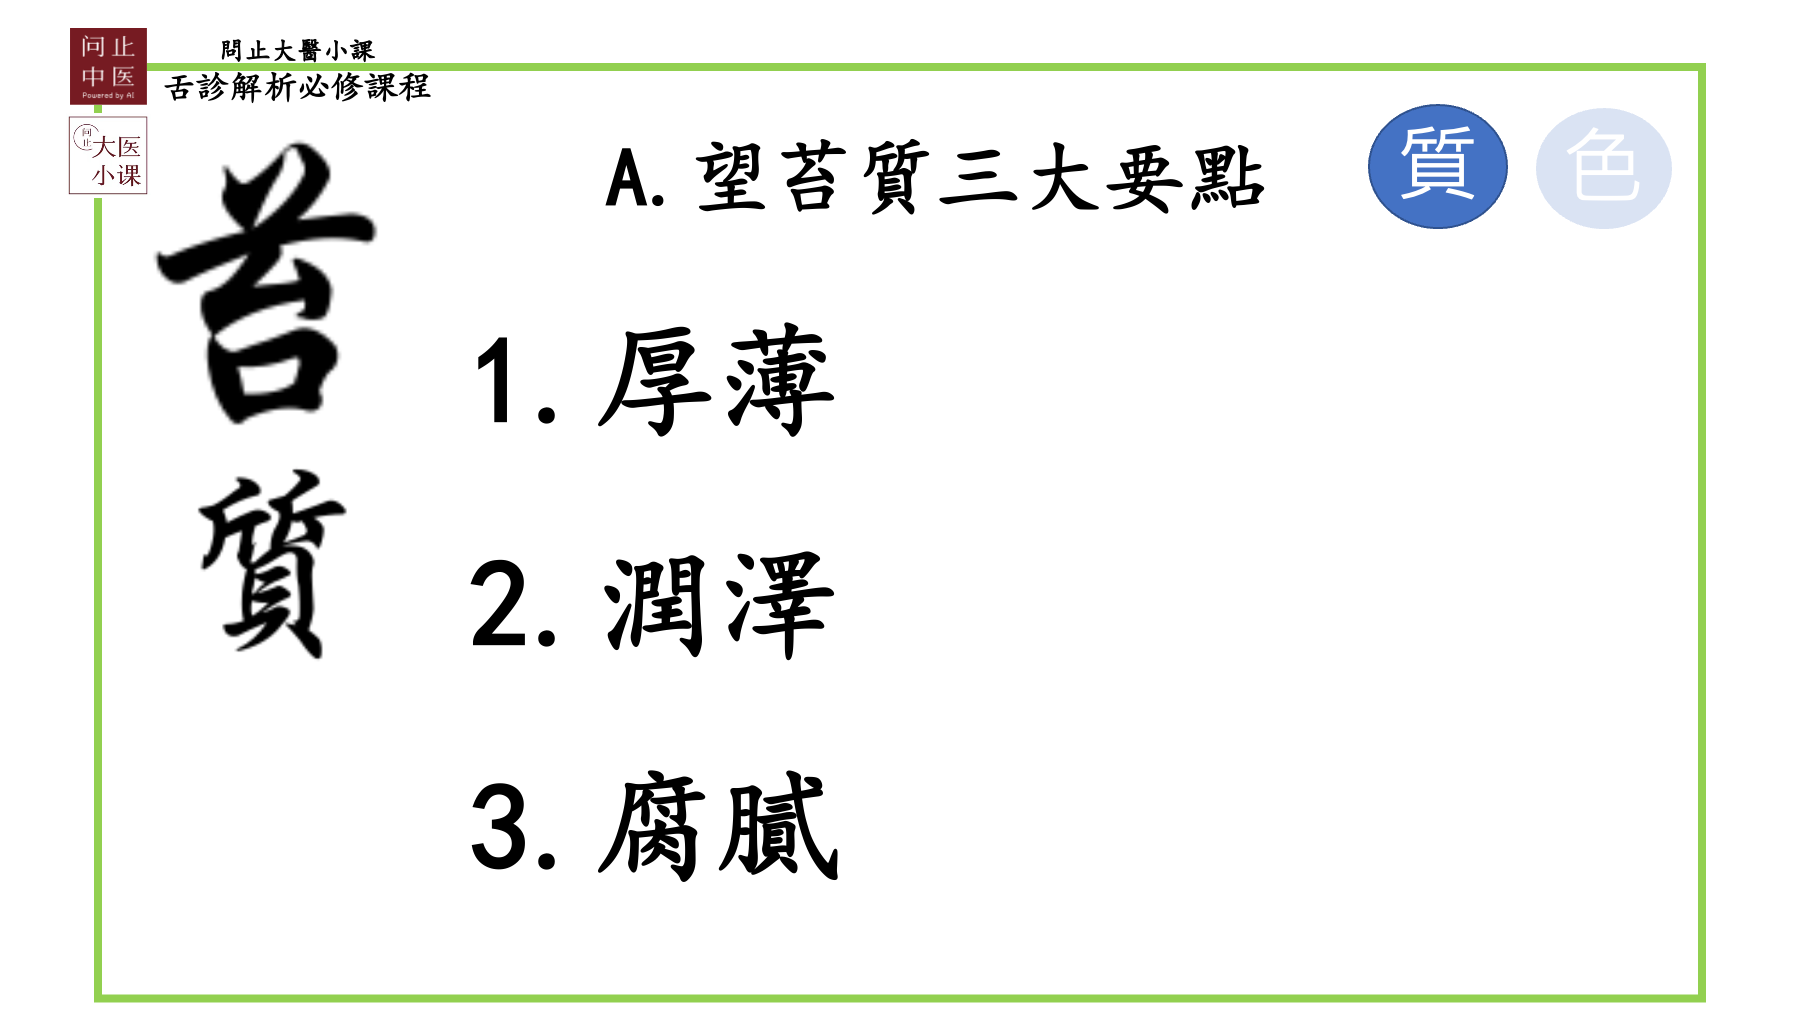 问止
中医
Powered by AI
問止大醫小課
舌診解析必修課程
问止
大医
小课
苔質
A.望苔質三大要點
質
色
1.厚薄
2.潤澤
3.腐膩